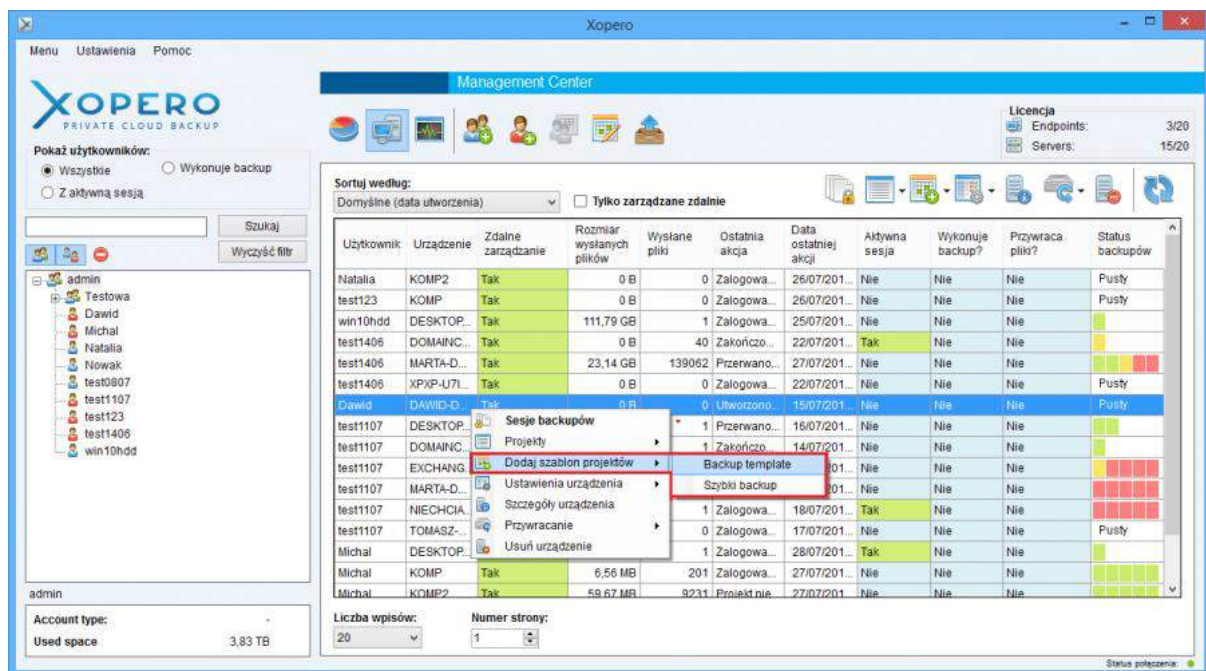 Xopero
Menu Ustawienia Pomoc
XOPERO
PRIVATE CLOUD BACKUP
Pokaż użytkowników:
Wszystkie Wykonuje backup
Z aktywną sesją
Szukaj
Wyczyść filtr
admin
Testowa
Dawid
Michal
Natalia
Nowak
test0807
test1107
test123
test1406
win10hdd
admin
Account type: -
Used space 3,83 TB
Management Center
Licencja
Endpoints: 3/20
Servers: 15/20
Sortuj według:
Domyślne (data utworzenia) Tylko zarządzane zdalnie
Użytkownik Urządzenie Zdalne zarządzanie Rozmiar wysłanych plików Wysłane pliki Ostatnia akcja Data ostatniej akcji Aktywna sesja Wykonuje backup? Przywraca pliki? Status backupów
Natalia KOMP2 Tak 0 B 0 Zalogowa... 26/07/201... Nie Nie Nie Pusty
test123 KOMP Tak 0 B 0 Zalogowa... 26/07/201... Nie Nie Nie Pusty
win10hdd DESKTOP... Tak 111,79 GB 1 Zalogowa... 25/07/201... Nie Nie Nie
test1406 DOMAINC... Tak 0 B 40 Zakończo... 22/07/201... Tak Nie Nie
test1406 MARTA-D... Tak 23,14 GB 139062 Przerwano... 27/07/201... Nie Nie Nie
test1406 XPXP-U7I... Tak 0 B 0 Zalogowa... 22/07/201... Nie Nie Nie Pusty
Dawid DAWID-D... Tak 0 B 0 Utworzono... 15/07/201... Nie Nie Nie Pusty
test1107 DESKTOP... 1 Przerwano... 16/07/201... Nie Nie Nie
test1107 DOMAINC... 1 Zakończo... 14/07/201... Nie Nie Nie
test1107 EXCHANG... Nie Nie Nie
test1107 MARTA-D... 201... Nie Nie Nie
test1107 NIECHCIA... 1 Zalogowa... 18/07/201... Tak Nie Nie
test1107 TOMASZ-... 0 Zalogowa... 17/07/201... Nie Nie Nie Pusty
Michal DESKTOP... 1 Zalogowa... 28/07/201... Tak Nie Nie
Michal KOMP Tak 6,56 MB 201 Zalogowa... 27/07/201... Nie Nie Nie
Michal KOMP2 Tak 59,67 MB 9231 Projekt nie... 27/07/201... Nie Nie Nie
Sesje backupów
Projekty
Dodaj szablon projektów
Ustawienia urządzenia
Szczegóły urządzenia
Przywracanie
Usuń urządzenie
Backup template
Szybki backup
Liczba wpisów: Numer strony:
20 1
Status połączenia: